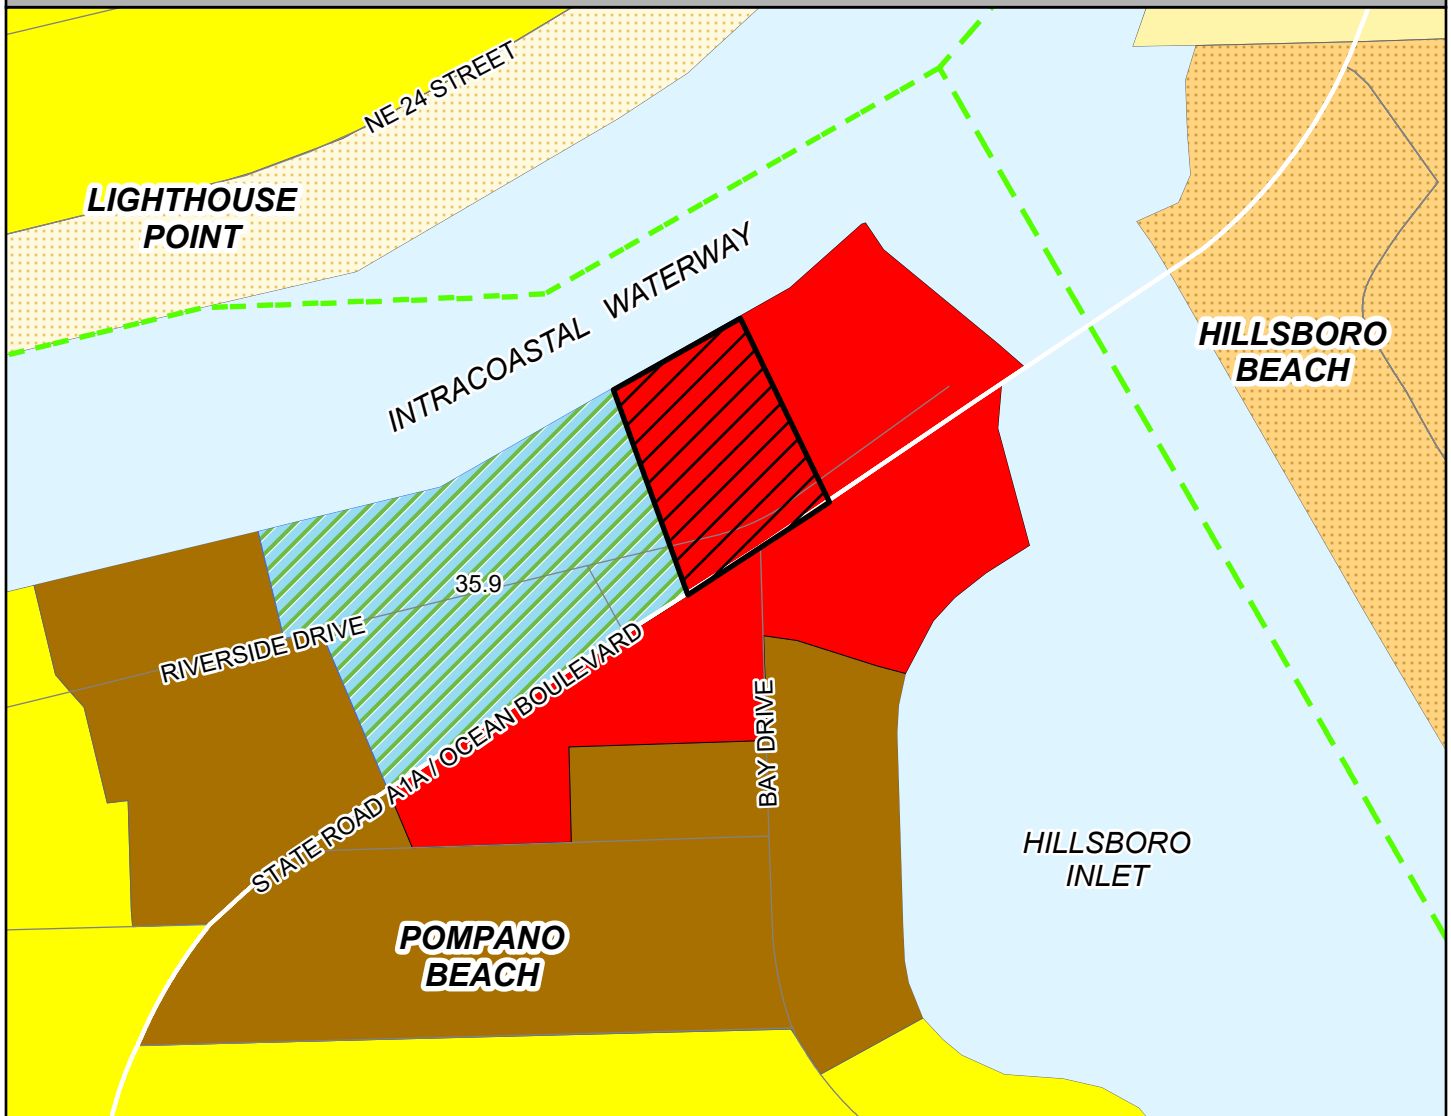 NE 24 STREET
LIGHTHOUSE
POINT
INTRACOASTAL WATERWAY
HILLSBORO
BEACH
35.9
RIVERSIDE DRIVE
STATE ROAD A1A / OCEAN BOULEVARD
BAY DRIVE
HILLSBORO
INLET
POMPANO
BEACH